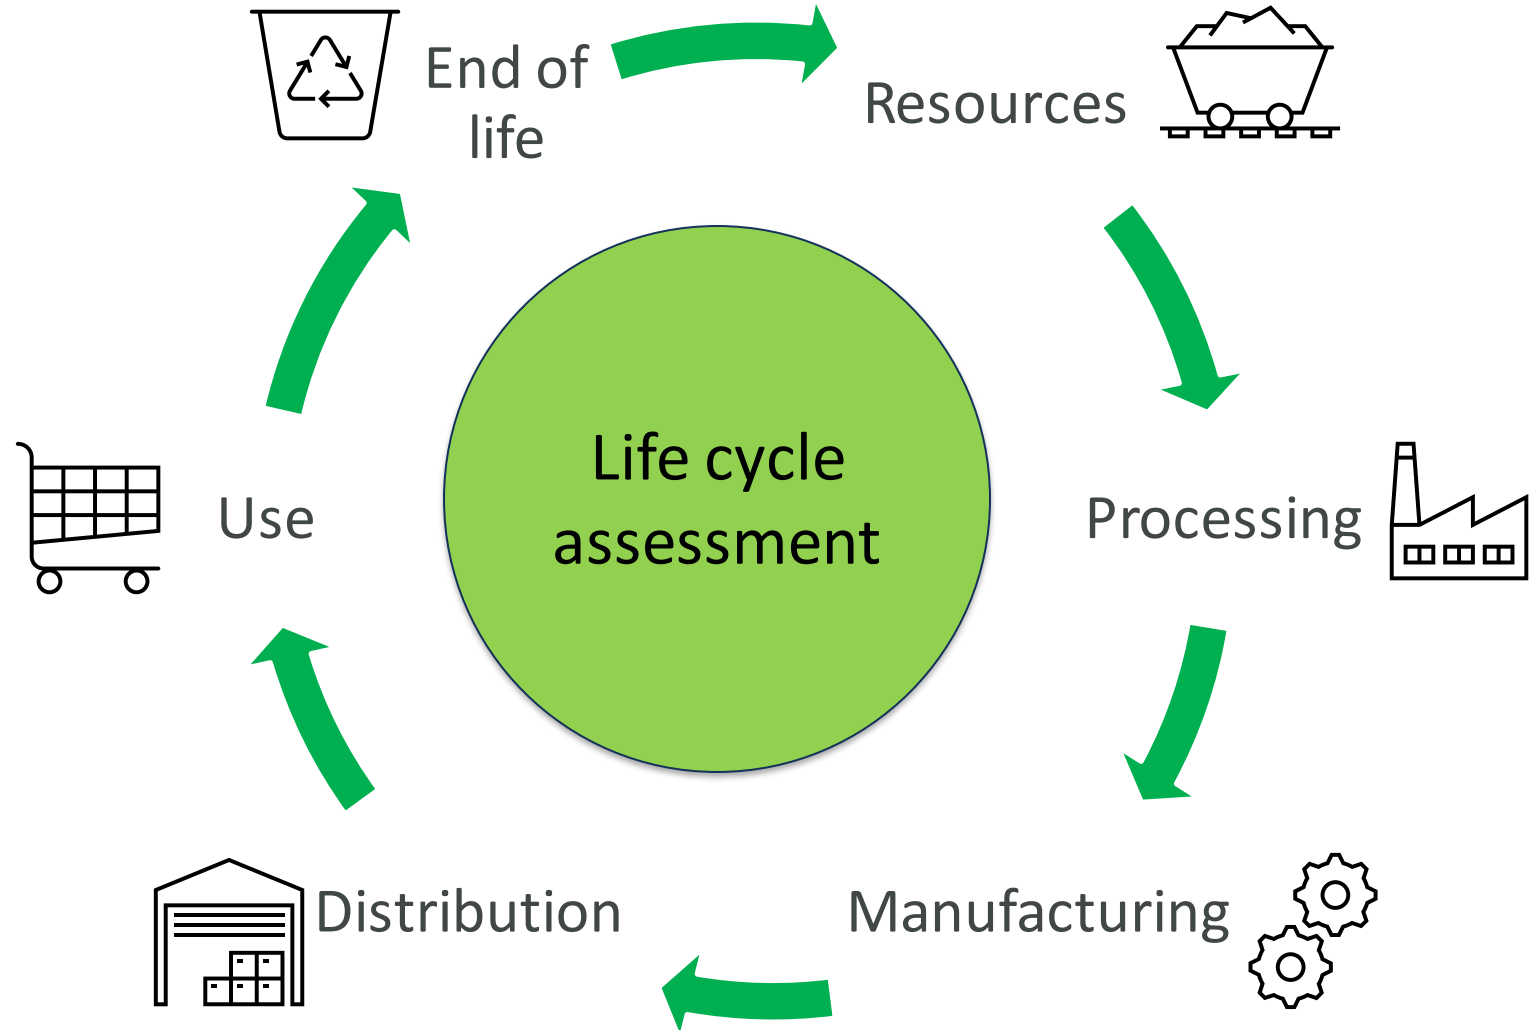 End of
life
Resources
Processing
Manufacturing
Distribution
Use
Life cycle
assessment